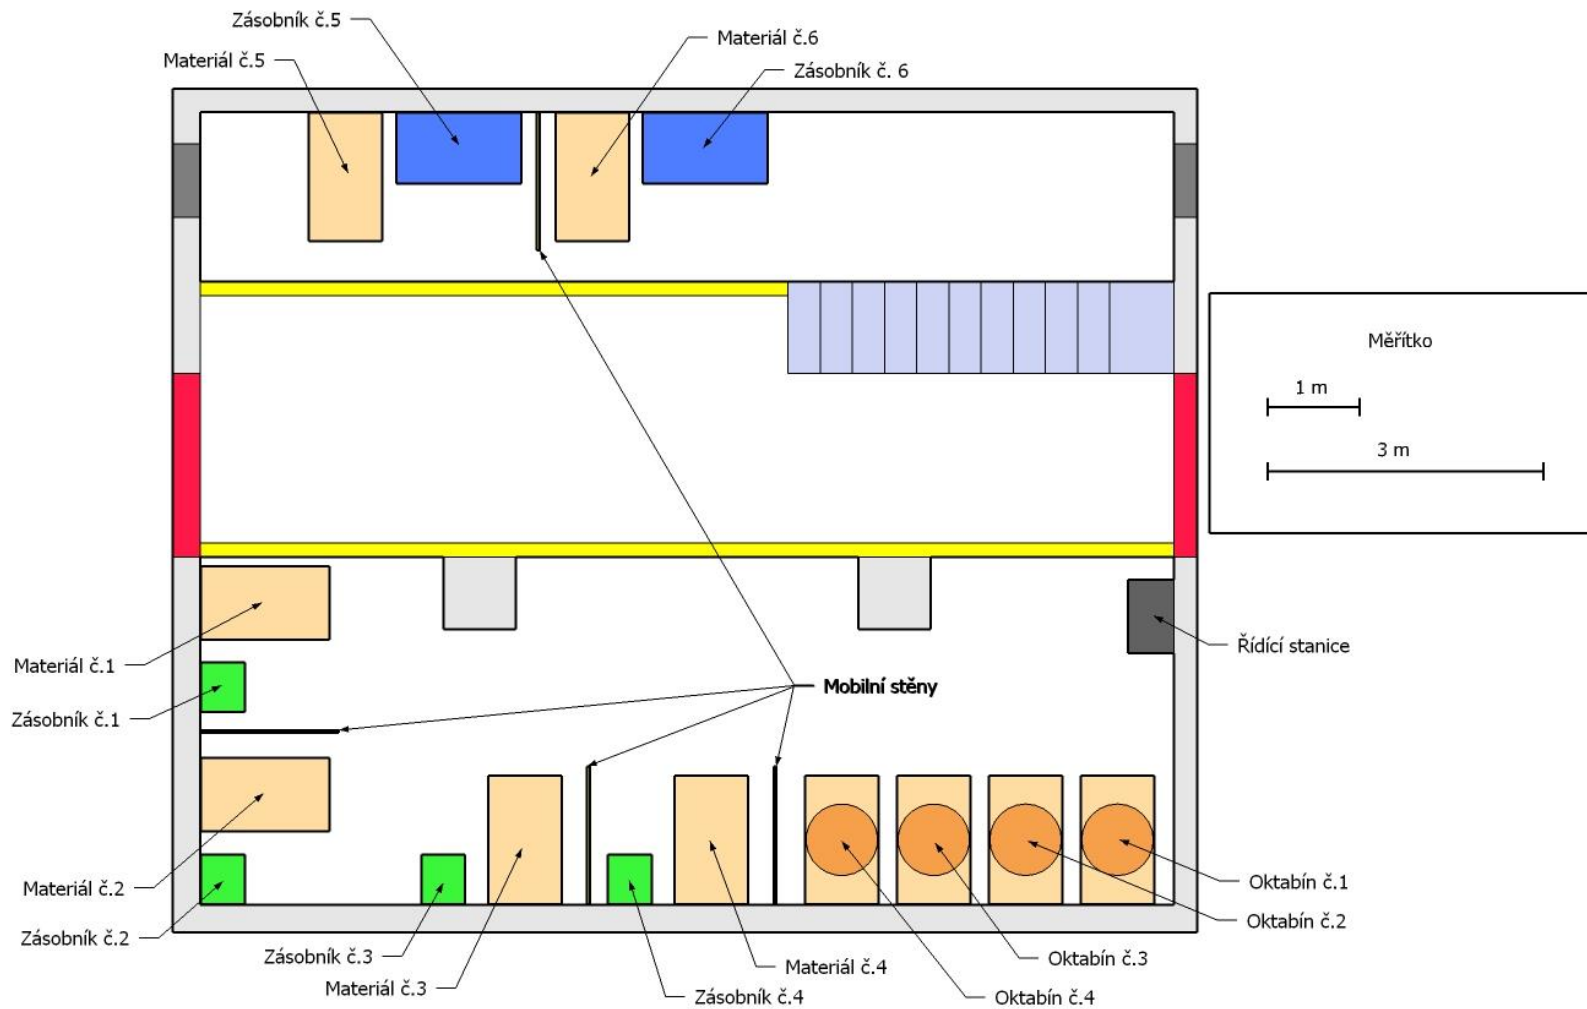 Zásobník č.5
Materiál č.6
Materiál č.5
Zásobník č. 6
Měřítko
1 m
3 m
Řídící stanice
Materiál č.1
Mobilní stěny
Zásobník č.1
Oktabín č.1
Materiál č.2
Oktabín č.2
Zásobník č.2
Zásobník č.3
Oktabín č.3
Materiál č.4
Materiál č.3
Zásobník č.4
Oktabín č.4